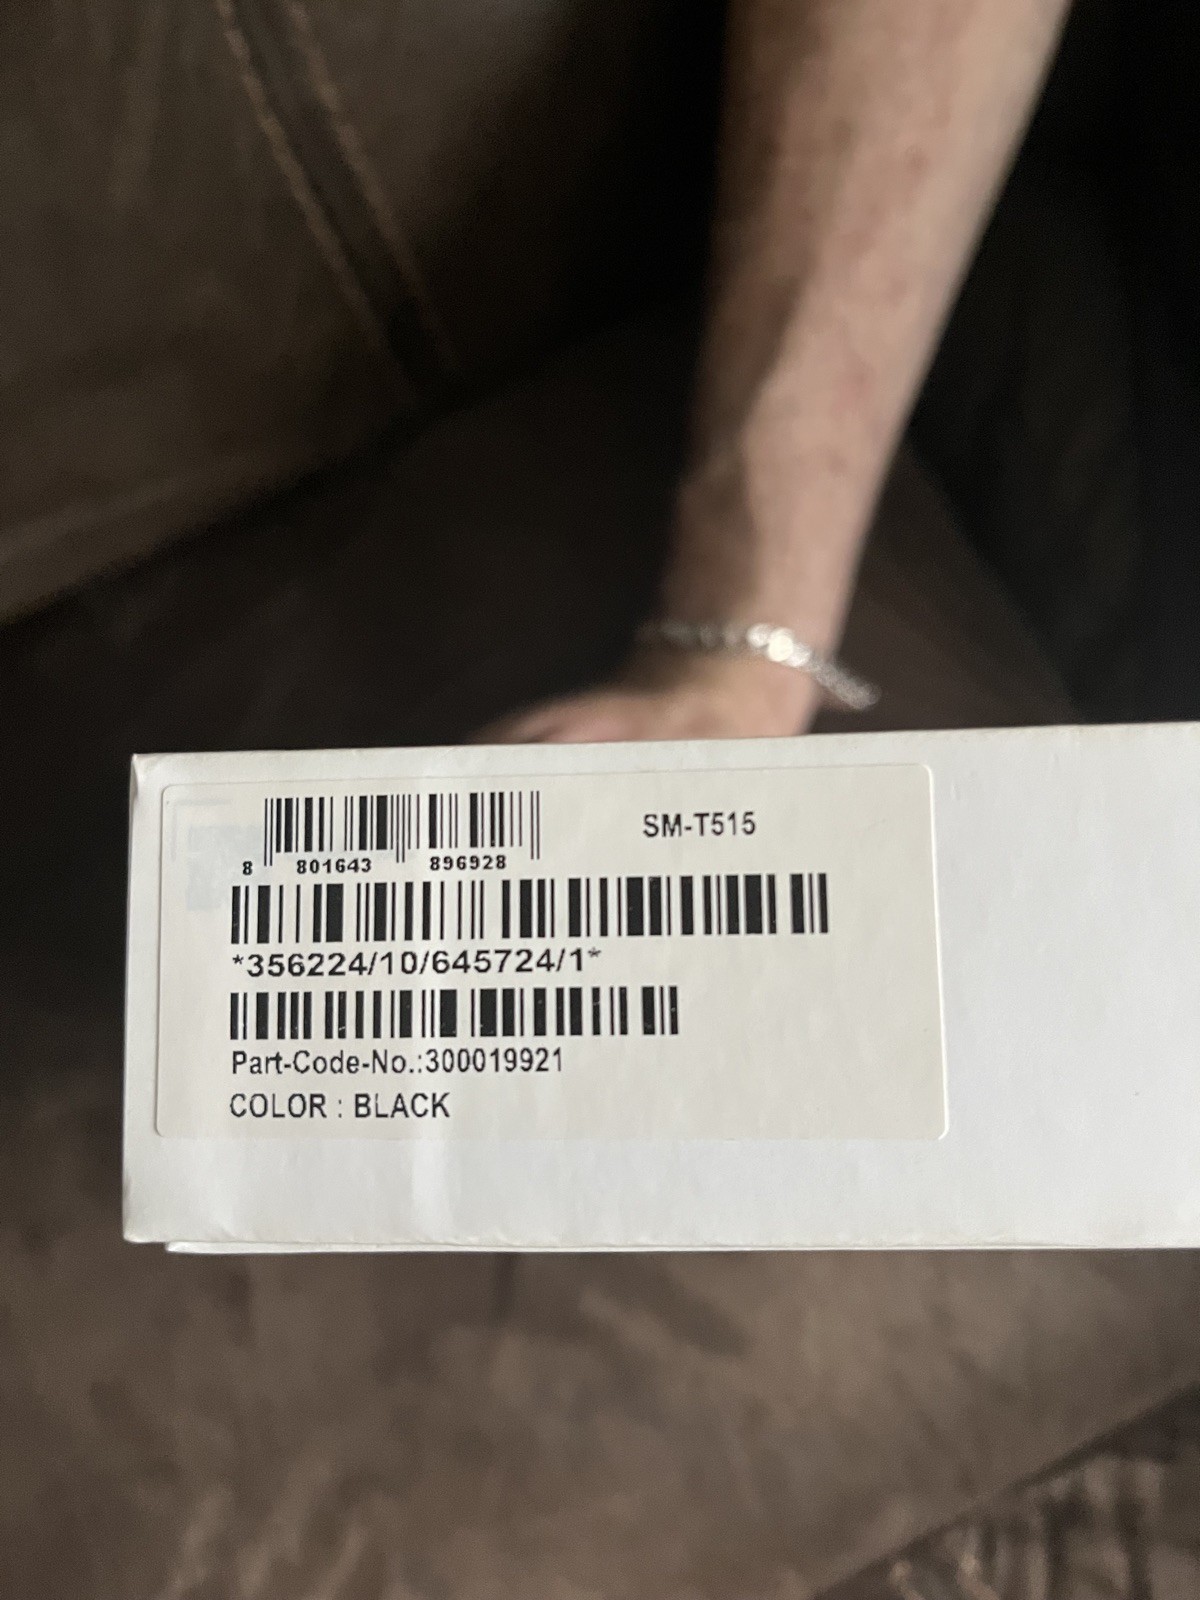 SM-T515
8 801643 896928
*356224/10/645724/1*
Part-Code-No.:300019921
COLOR : BLACK